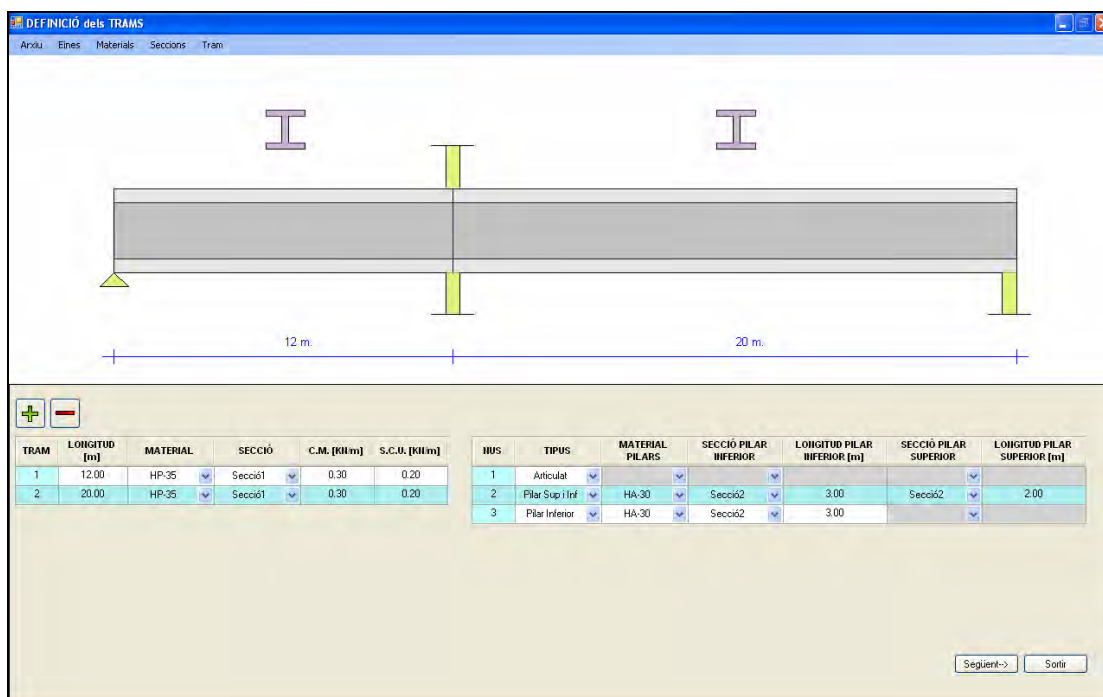 DEFINICIÓ dels TRAMS
Arxiu Eines Materials Seccions Tram
12 m. 20 m.
TRAM LONGITUD [m] MATERIAL SECCIÓ C.M. [KN/m] S.C.U. [KN/m]
1 12.00 HP-35 Secció1 0.30 0.20
2 20.00 HP-35 Secció1 0.30 0.20
NUS TIPUS MATERIAL PILARS SECCIÓ PILAR INFERIOR LONGITUD PILAR INFERIOR [m] SECCIÓ PILAR SUPERIOR LONGITUD PILAR SUPERIOR [m]
1 Articulat
2 Pilar Sup i Inf HA-30 Secció2 3.00 Secció2 2.00
3 Pilar Inferior HA-30 Secció2 3.00
Següent--> Sortir